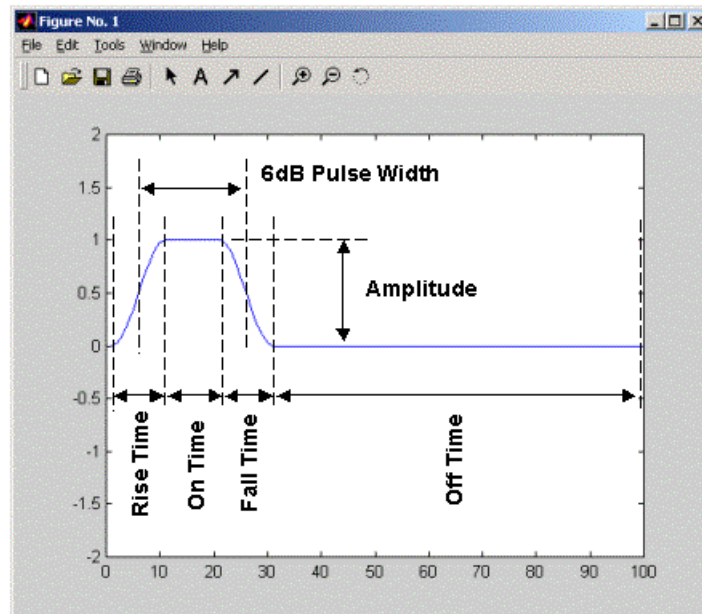 Figure No. 1
File Edit Tools Window Help
A
2
1.5
1
0.5
0
-0.5
-1
-1.5
-2
0 10 20 30 40 50 60 70 80 90 100
6dB Pulse Width
Amplitude
Rise Time
On Time
Fall Time
Off Time